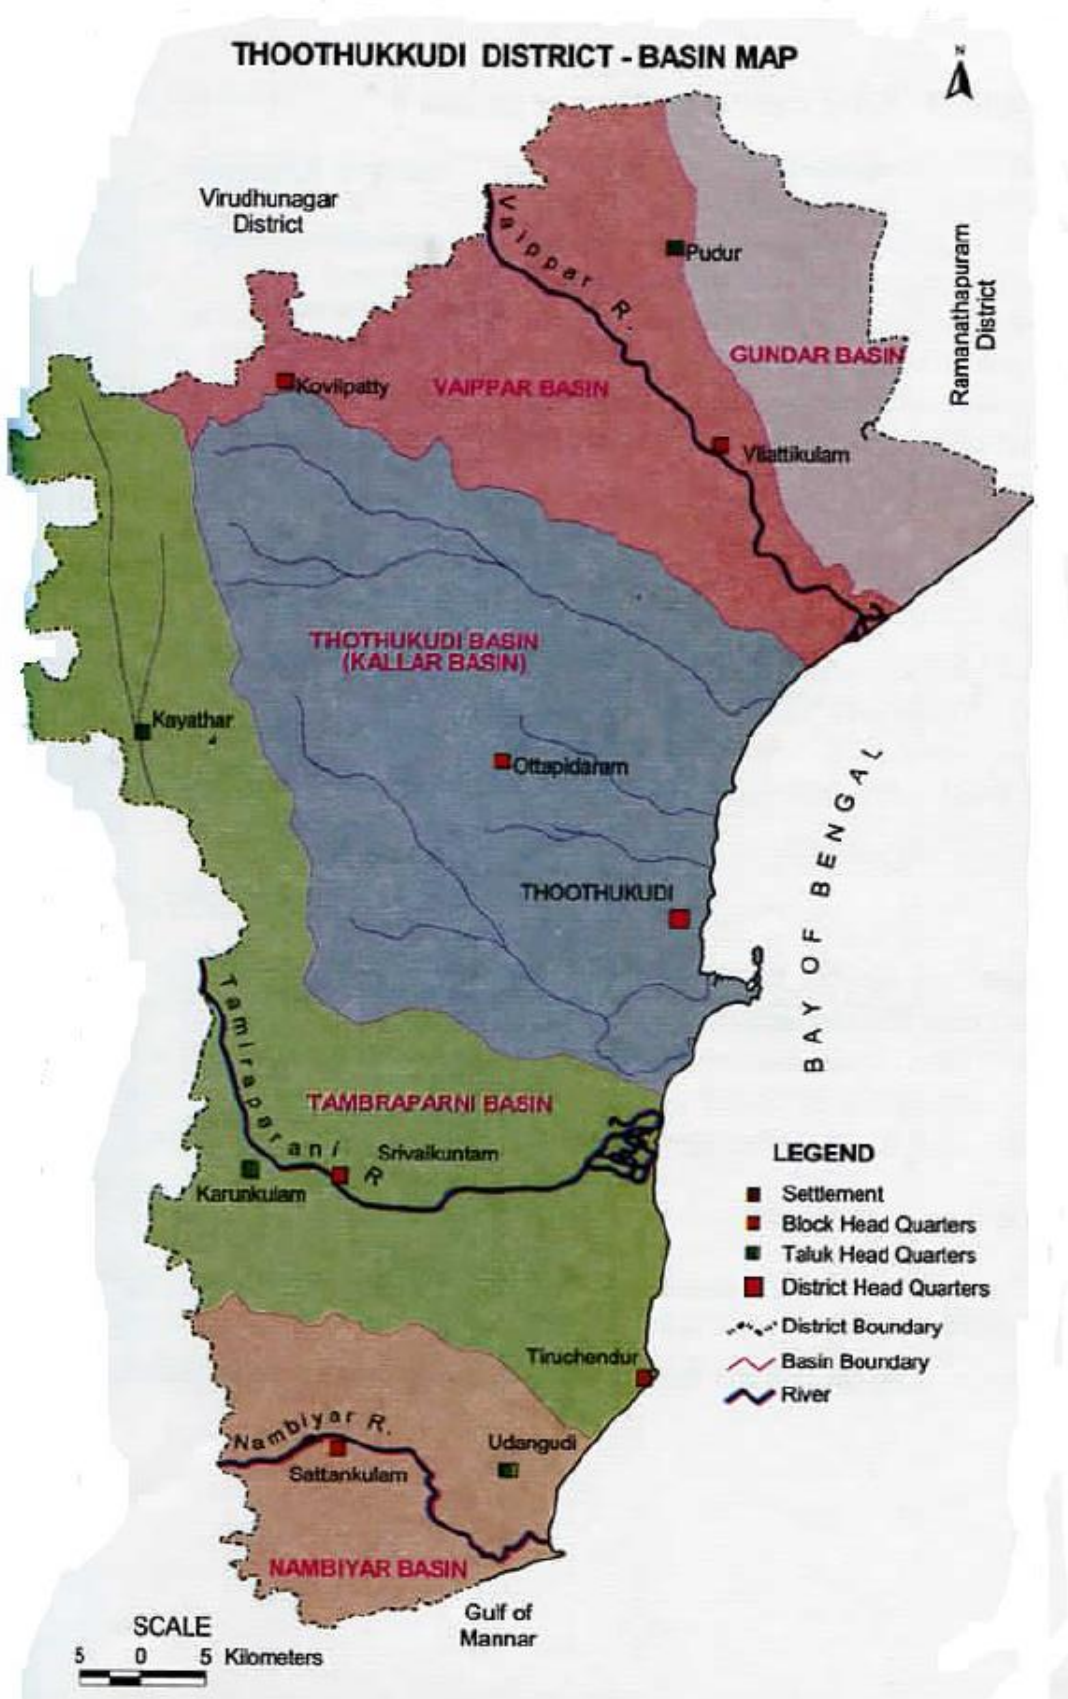 THOOTHUKKUDI DISTRICT - BASIN MAP
N
Virudhunagar
District
Vaippar R.
Pudur
Ramanathapuram
District
GUNDAR BASIN
Kovilpatty
VAIPPAR BASIN
Vilattikulam
THOTHUKUDI BASIN
(KALLAR BASIN)
Kayathar
Ottapidaram
BAY OF BENGAL
THOOTHUKUDI
Tamiraparani R
TAMBRAPARNI BASIN
Srivaikuntam
Karunkulam
LEGEND
Settlement
Block Head Quarters
Taluk Head Quarters
District Head Quarters
District Boundary
Basin Boundary
River
Tiruchendur
Nambiyar R.
Udangudi
Sattankulam
NAMBIYAR BASIN
Gulf of
Mannar
SCALE
5 0 5 Kilometers